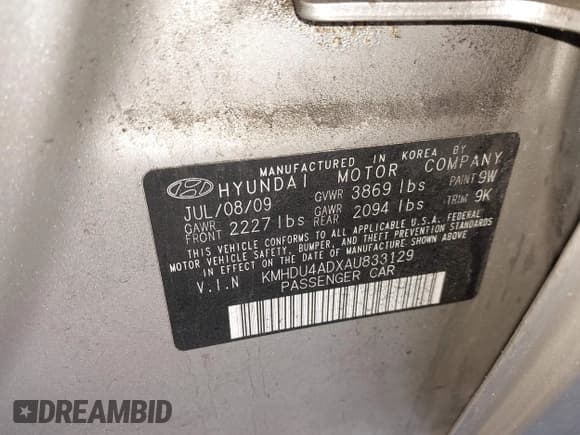 MANUFACTURED IN KOREA BY
HYUNDAI MOTOR COMPANY
JUL/08/09 GVWR 3869 lbs PAINT 9W
GAWR FRONT 2227 lbs GAWR REAR 2094 lbs TRIM 9K
THIS VEHICLE CONFORMS TO ALL APPLICABLE U.S.A. FEDERAL
MOTOR VEHICLE SAFETY, BUMPER, AND THEFT PREVENTION STANDARDS
IN EFFECT ON THE DATE OF MANUFACTURE SHOWN ABOVE.
V.I.N KMHDU4ADXAU833129
PASSENGER CAR
DREAMBID